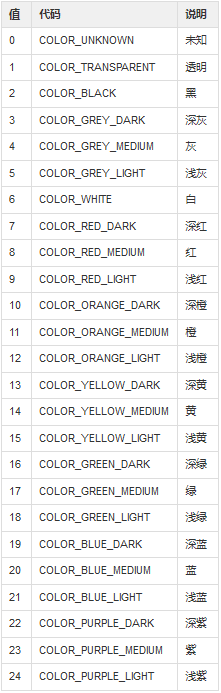 值 代码 说明
0 COLOR_UNKNOWN 未知
1 COLOR_TRANSPARENT 透明
2 COLOR_BLACK 黑
3 COLOR_GREY_DARK 深灰
4 COLOR_GREY_MEDIUM 灰
5 COLOR_GREY_LIGHT 浅灰
6 COLOR_WHITE 白
7 COLOR_RED_DARK 深红
8 COLOR_RED_MEDIUM 红
9 COLOR_RED_LIGHT 浅红
10 COLOR_ORANGE_DARK 深橙
11 COLOR_ORANGE_MEDIUM 橙
12 COLOR_ORANGE_LIGHT 浅橙
13 COLOR_YELLOW_DARK 深黄
14 COLOR_YELLOW_MEDIUM 黄
15 COLOR_YELLOW_LIGHT 浅黄
16 COLOR_GREEN_DARK 深绿
17 COLOR_GREEN_MEDIUM 绿
18 COLOR_GREEN_LIGHT 浅绿
19 COLOR_BLUE_DARK 深蓝
20 COLOR_BLUE_MEDIUM 蓝
21 COLOR_BLUE_LIGHT 浅蓝
22 COLOR_PURPLE_DARK 深紫
23 COLOR_PURPLE_MEDIUM 紫
24 COLOR_PURPLE_LIGHT 浅紫